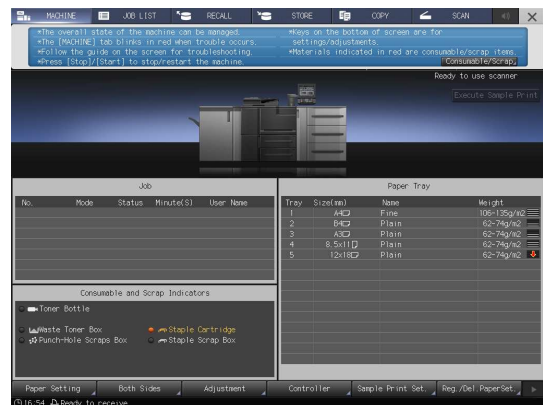 MACHINE JOB LIST RECALL STORE COPY SCAN
*The overall state of the machine can be managed.
*The [MACHINE] tab blinks in red when trouble occurs.
*Follow the guide on the screen for troubleshooting.
*Press [Stop]/[Start] to stop/restart the machine.
*Keys on the bottom of screen are for
settings/adjustments.
*Materials indicated in red are consumable/scrap items.
Consumable/Scrap
Ready to use scanner
Execute Sample Print
Job
No. Mode Status Minute(S) User Name
Paper Tray
Tray Size(mm) Name Weight
1 A4 Fine 106-135g/m2
2 B4 Plain 62-74g/m2
3 A3 Plain 62-74g/m2
4 8.5x11 Plain 62-74g/m2
5 12x18 Plain 62-74g/m2
Consumable and Scrap Indicators
Toner Bottle
Waste Toner Box Staple Cartridge
Punch-Hole Scraps Box Staple Scrap Box
Paper Setting Both Sides Adjustment Controller Sample Print Set. Reg./Del.PaperSet.
16:54 Ready to receive